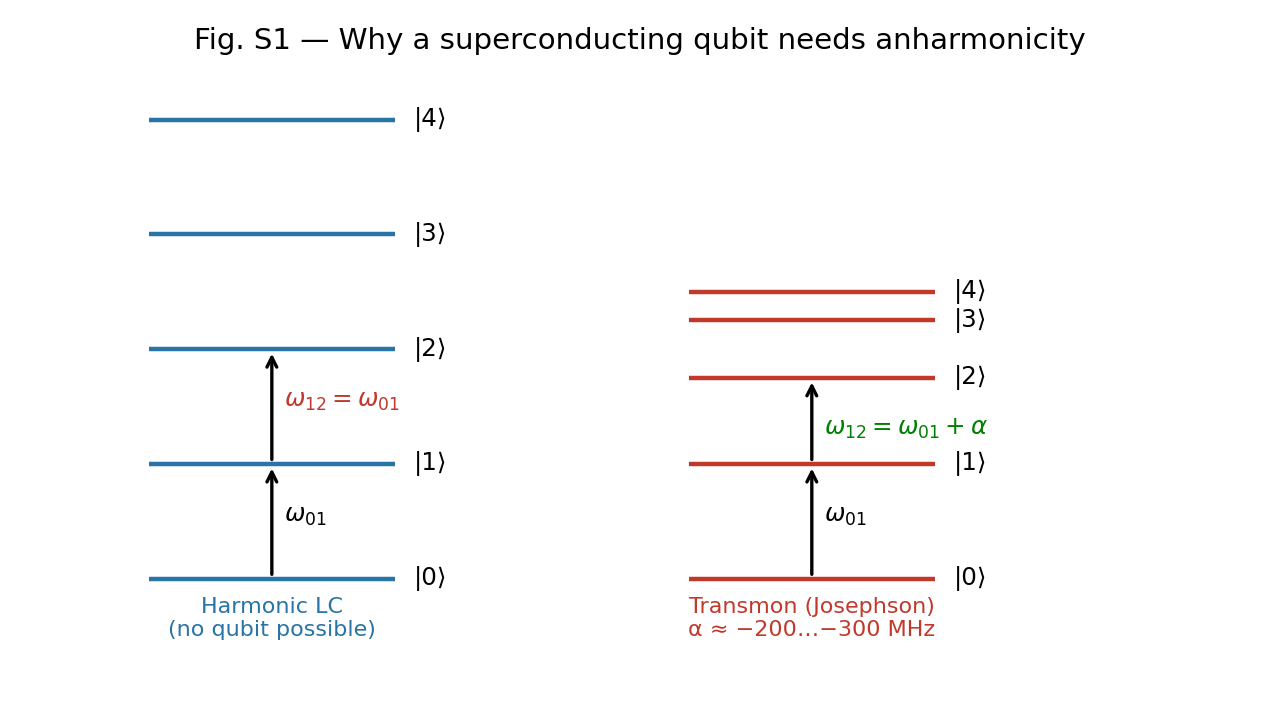 Fig. S1 — Why a superconducting qubit needs anharmonicity
|4⟩
|3⟩
|2⟩
ω₁₂ = ω₀₁
|1⟩
ω₀₁
|0⟩
Harmonic LC
(no qubit possible)
|4⟩
|3⟩
|2⟩
ω₁₂ = ω₀₁ + α
|1⟩
ω₀₁
|0⟩
Transmon (Josephson)
α ≈ −200…−300 MHz